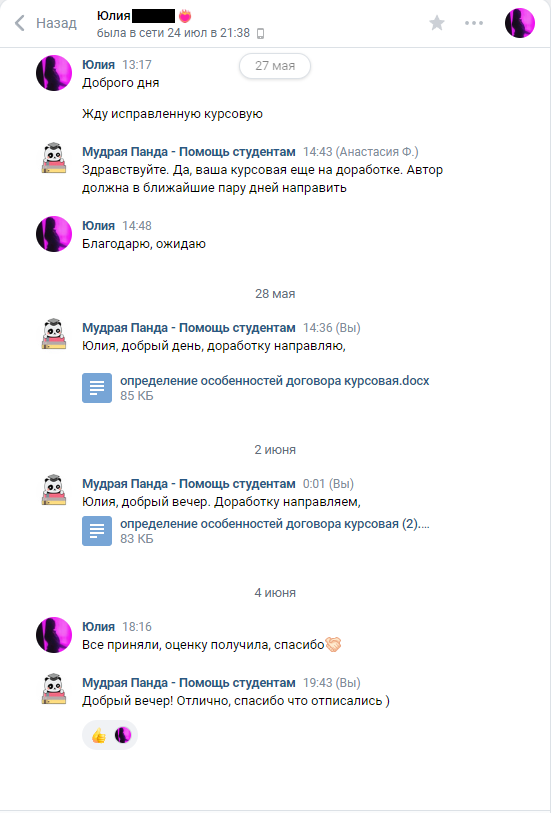 Назад
Юлия
была в сети 24 июл в 21:38
27 мая
Юлия 13:17
Доброго дня
Жду исправленную курсовую
Мудрая Панда - Помощь студентам 14:43 (Анастасия Ф.)
Здравствуйте. Да, ваша курсовая еще на доработке. Автор
должна в ближайшие пару дней направить
Юлия 14:48
Благодарю, ожидаю
28 мая
Мудрая Панда - Помощь студентам 14:36 (Вы)
Юлия, добрый день, доработку направляю,
определение особенностей договора курсовая.docx
85 КБ
2 июня
Мудрая Панда - Помощь студентам 0:01 (Вы)
Юлия, добрый вечер. Доработку направляем,
определение особенностей договора курсовая (2)....
83 КБ
4 июня
Юлия 18:16
Все приняли, оценку получила, спасибо🤝
Мудрая Панда - Помощь студентам 19:43 (Вы)
Добрый вечер! Отлично, спасибо что отписались )